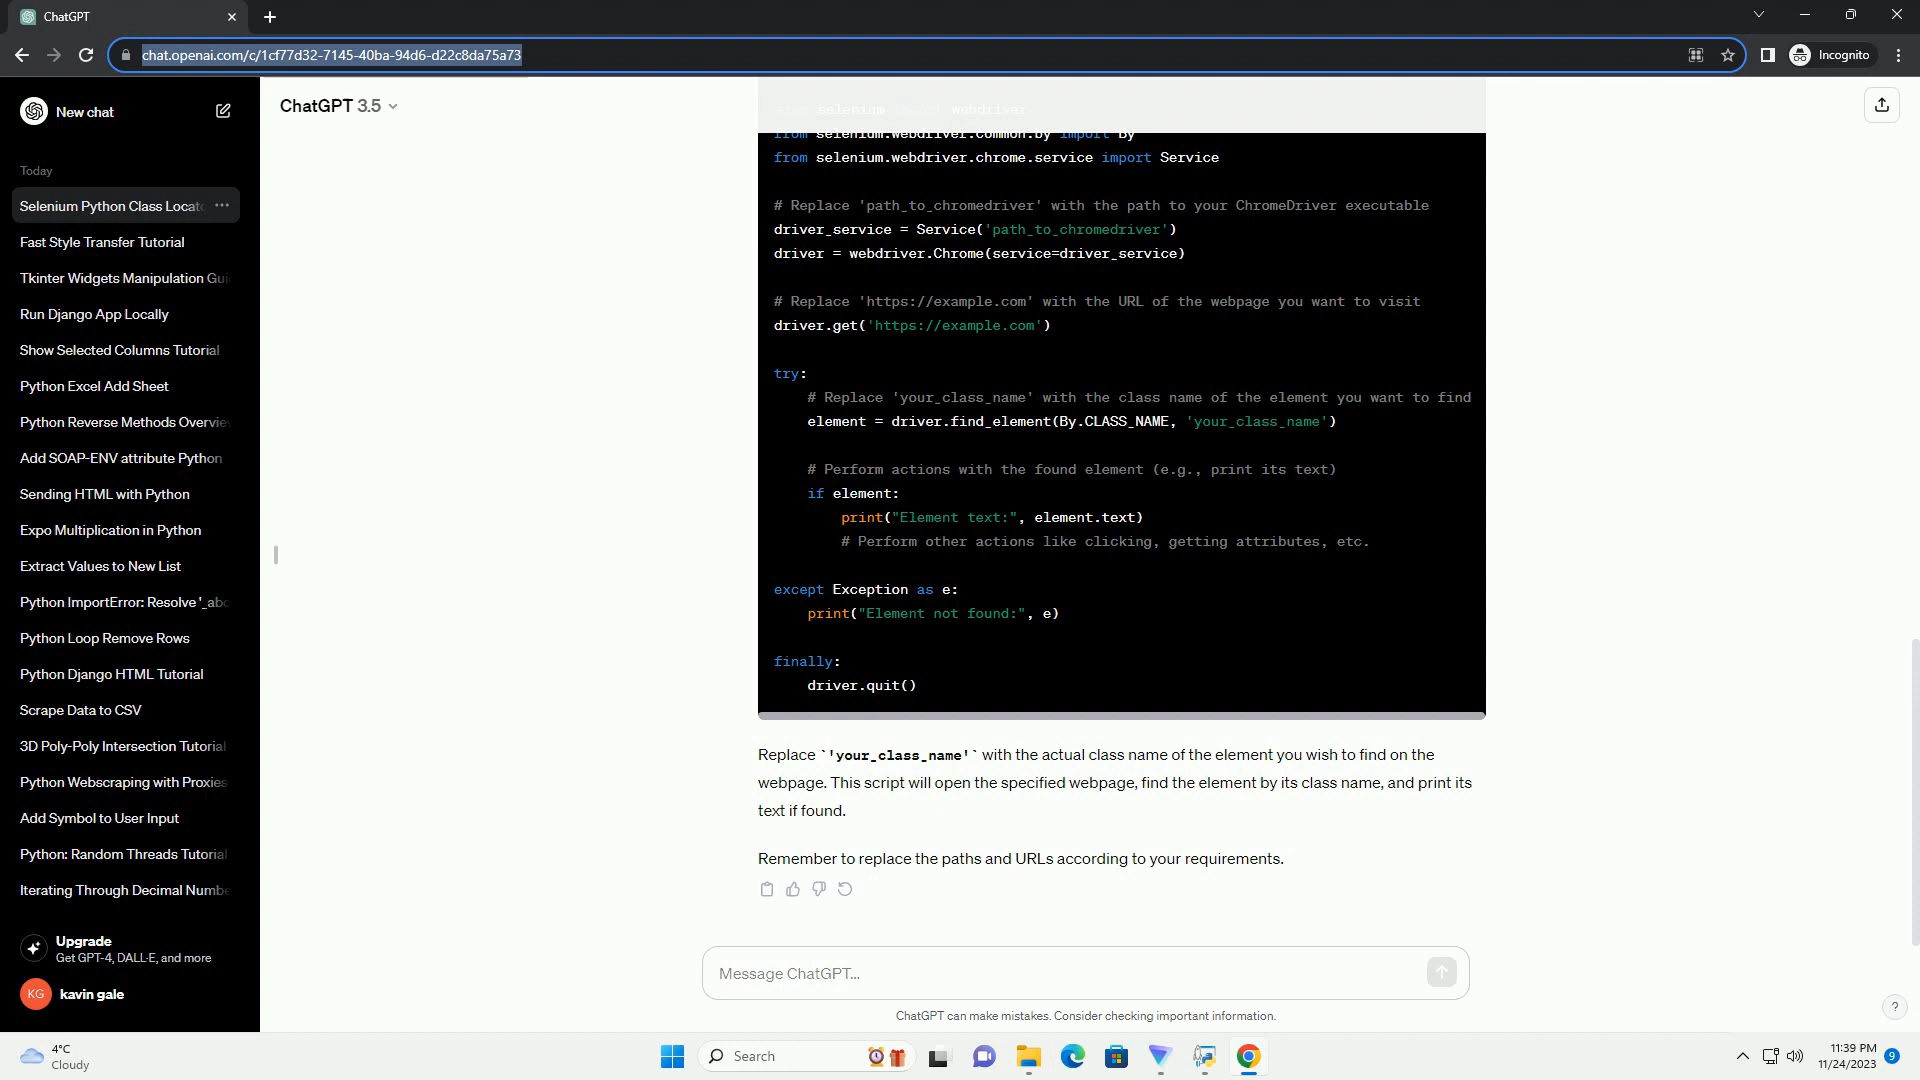 ChatGPT
chat.openai.com/c/1cf77d32-7145-40ba-94d6-d22c8da75a73
Incognito
New chat
Today
Selenium Python Class Locat
Fast Style Transfer Tutorial
Tkinter Widgets Manipulation Gui
Run Django App Locally
Show Selected Columns Tutorial
Python Excel Add Sheet
Python Reverse Methods Overvie
Add SOAP-ENV attribute Python
Sending HTML with Python
Expo Multiplication in Python
Extract Values to New List
Python ImportError: Resolve '_abc
Python Loop Remove Rows
Python Django HTML Tutorial
Scrape Data to CSV
3D Poly-Poly Intersection Tutorial
Python Webscraping with Proxies
Add Symbol to User Input
Python: Random Threads Tutorial
Iterating Through Decimal Numbe
Upgrade
Get GPT-4, DALL·E, and more
KG
kavin gale
ChatGPT 3.5
from selenium import webdriver
from selenium.webdriver.common.by import By
from selenium.webdriver.chrome.service import Service
# Replace 'path_to_chromedriver' with the path to your ChromeDriver executable
driver_service = Service('path_to_chromedriver')
driver = webdriver.Chrome(service=driver_service)
# Replace 'https://example.com' with the URL of the webpage you want to visit
driver.get('https://example.com')
try:
# Replace 'your_class_name' with the class name of the element you want to find
element = driver.find_element(By.CLASS_NAME, 'your_class_name')
# Perform actions with the found element (e.g., print its text)
if element:
print("Element text:", element.text)
# Perform other actions like clicking, getting attributes, etc.
except Exception as e:
print("Element not found:", e)
finally:
driver.quit()
Replace `'your_class_name'` with the actual class name of the element you wish to find on the
webpage. This script will open the specified webpage, find the element by its class name, and print its
text if found.
Remember to replace the paths and URLs according to your requirements.
Message ChatGPT...
ChatGPT can make mistakes. Consider checking important information.
?
4°C
Cloudy
Search
11:39 PM
11/24/2023
9